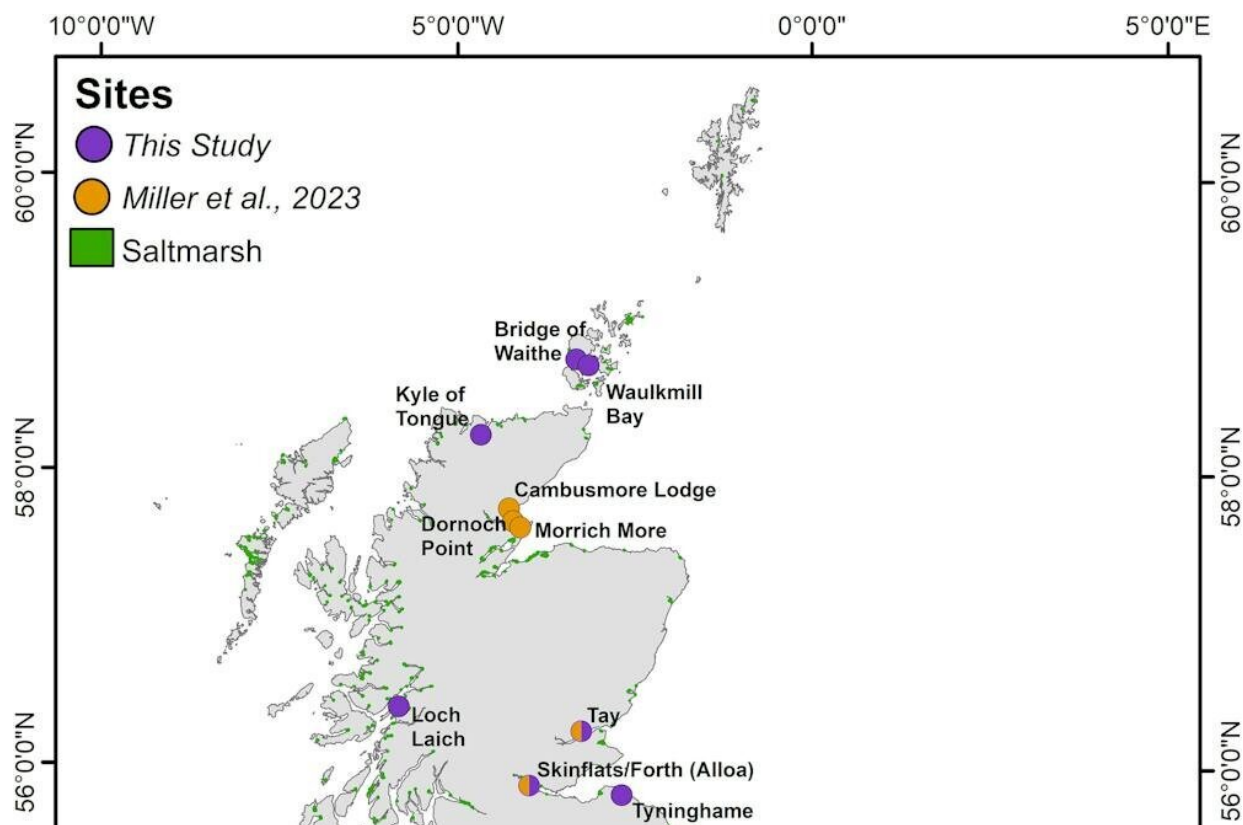 10°0'0"W 5°0'0"W 0°0'0" 5°0'0"E
Sites
This Study
Miller et al., 2023
Saltmarsh
60°0'0"N
60°0'0"N
Bridge of
Waithe
Waulkmill
Bay
Kyle of
Tongue
58°0'0"N
58°0'0"N
Cambusmore Lodge
Dornoch
Point
Morrich More
Loch
Laich
Tay
56°0'0"N
56°0'0"N
Skinflats/Forth (Alloa)
Tyninghame